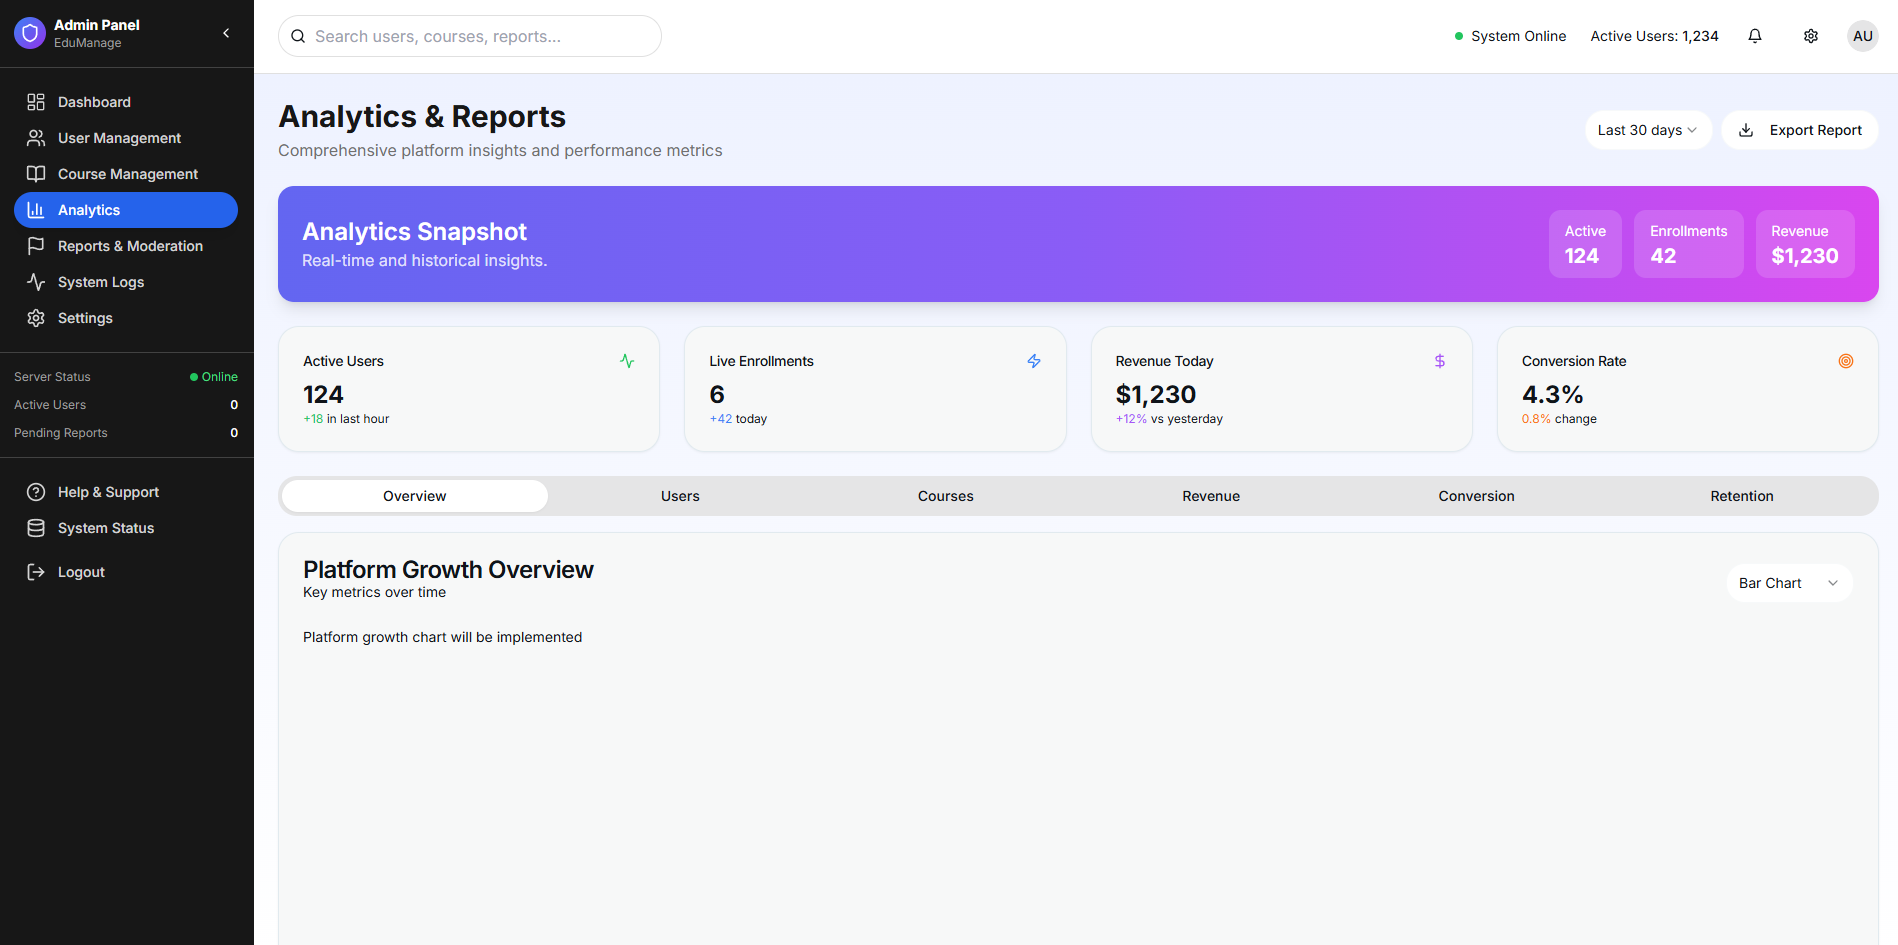 Admin Panel
EduManage
Dashboard
User Management
Course Management
Analytics
Reports & Moderation
System Logs
Settings
Server Status
Online
Active Users
0
Pending Reports
0
Help & Support
System Status
Logout
Search users, courses, reports...
System Online
Active Users: 1,234
AU
Analytics & Reports
Comprehensive platform insights and performance metrics
Last 30 days
Export Report
Analytics Snapshot
Real-time and historical insights.
Active
124
Enrollments
42
Revenue
$1,230
Active Users
124
+18 in last hour
Live Enrollments
6
+42 today
Revenue Today
$1,230
+12% vs yesterday
Conversion Rate
4.3%
0.8% change
Overview
Users
Courses
Revenue
Conversion
Retention
Platform Growth Overview
Key metrics over time
Bar Chart
Platform growth chart will be implemented